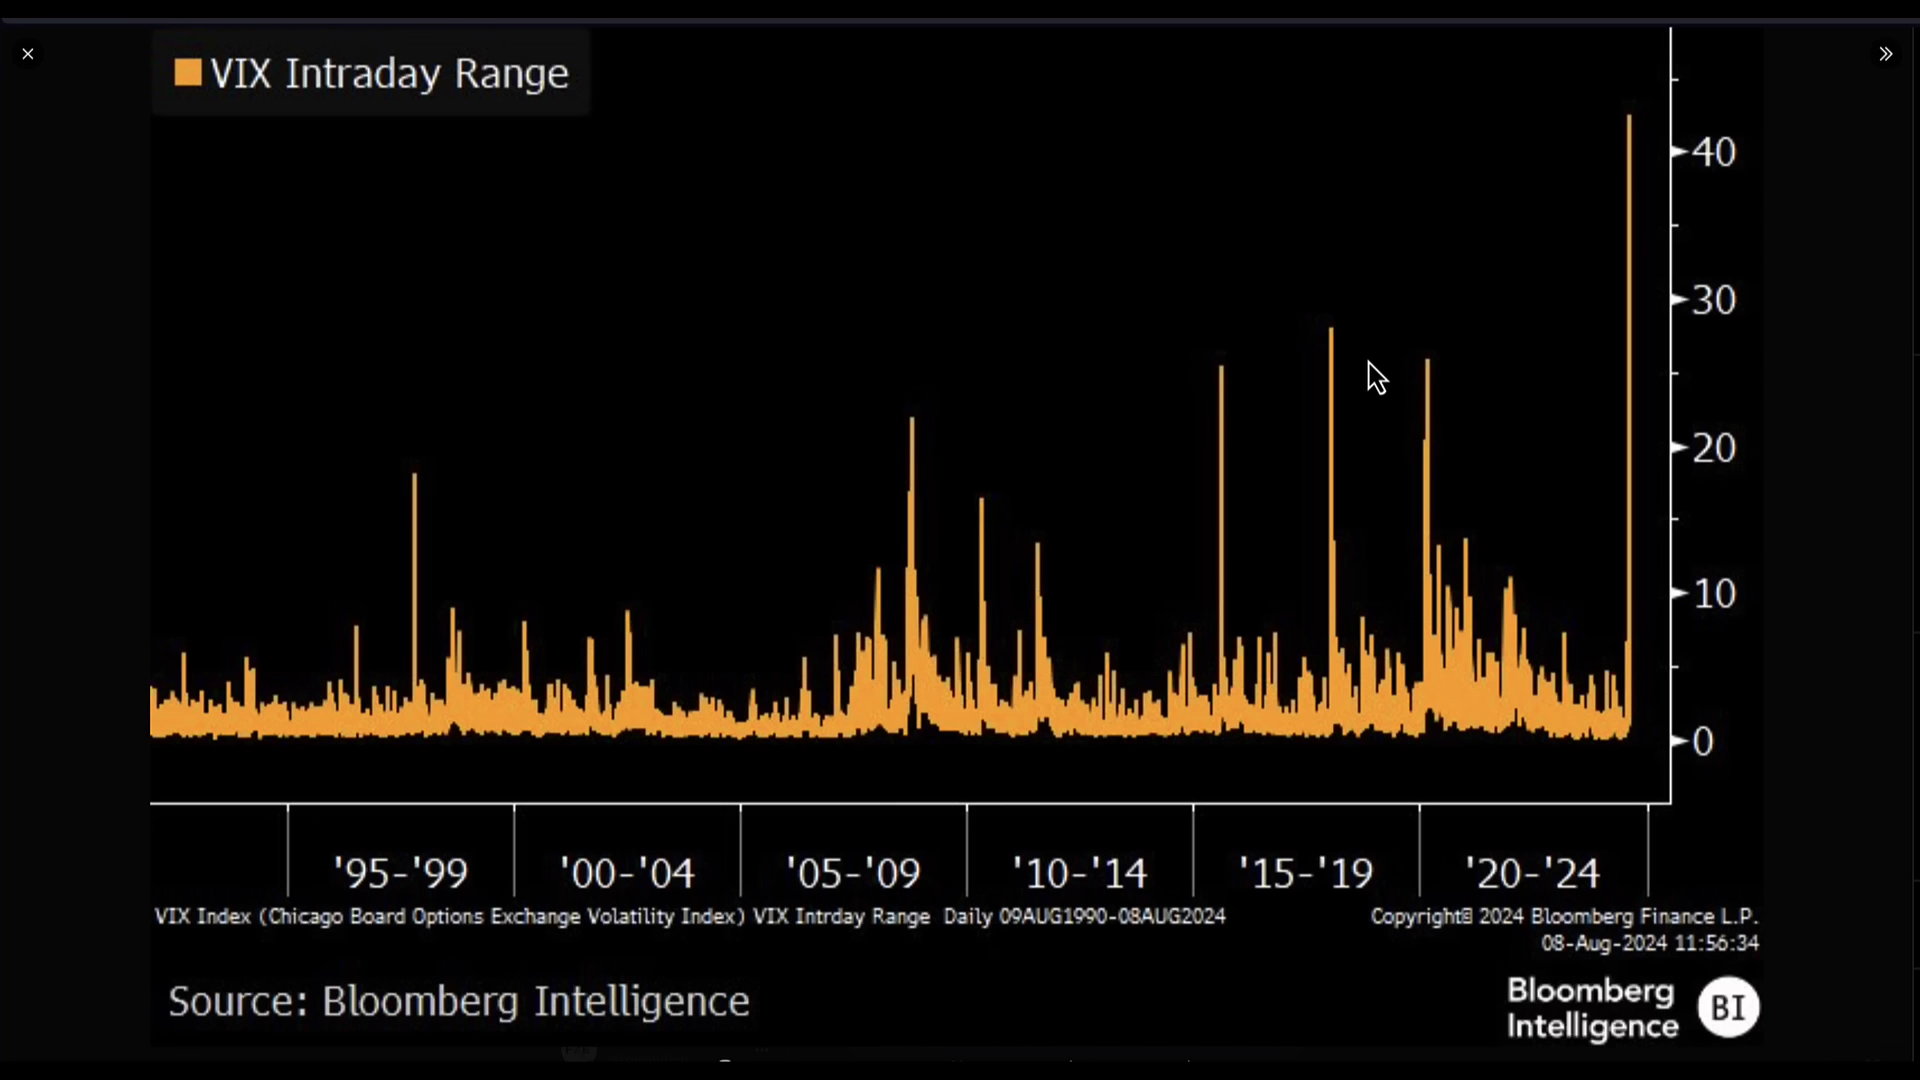 VIX Intraday Range
40
30
20
10
0
'95-'99 '00-'04 '05-'09 '10-'14 '15-'19 '20-'24
VIX Index (Chicago Board Options Exchange Volatility Index) VIX Intrday Range Daily 09AUG1990-08AUG2024 Copyright 2024 Bloomberg Finance L.P.
08-Aug-2024 11:56:34
Source: Bloomberg Intelligence
Bloomberg
Intelligence
BI